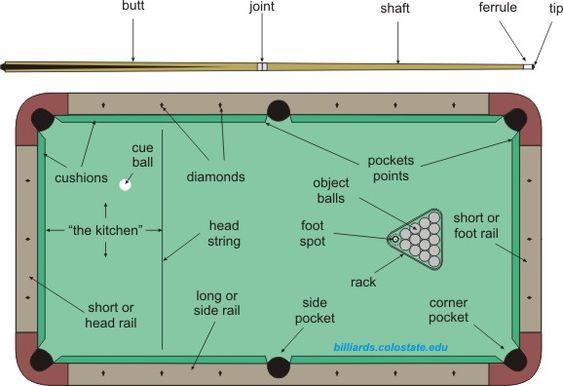 butt
joint
shaft
ferrule
tip
cushions
cue
ball
diamonds
pockets
points
object
balls
"the kitchen"
head
string
foot
spot
short or
foot rail
rack
short or
head rail
long or
side rail
side
pocket
corner
pocket
billiards.colostate.edu